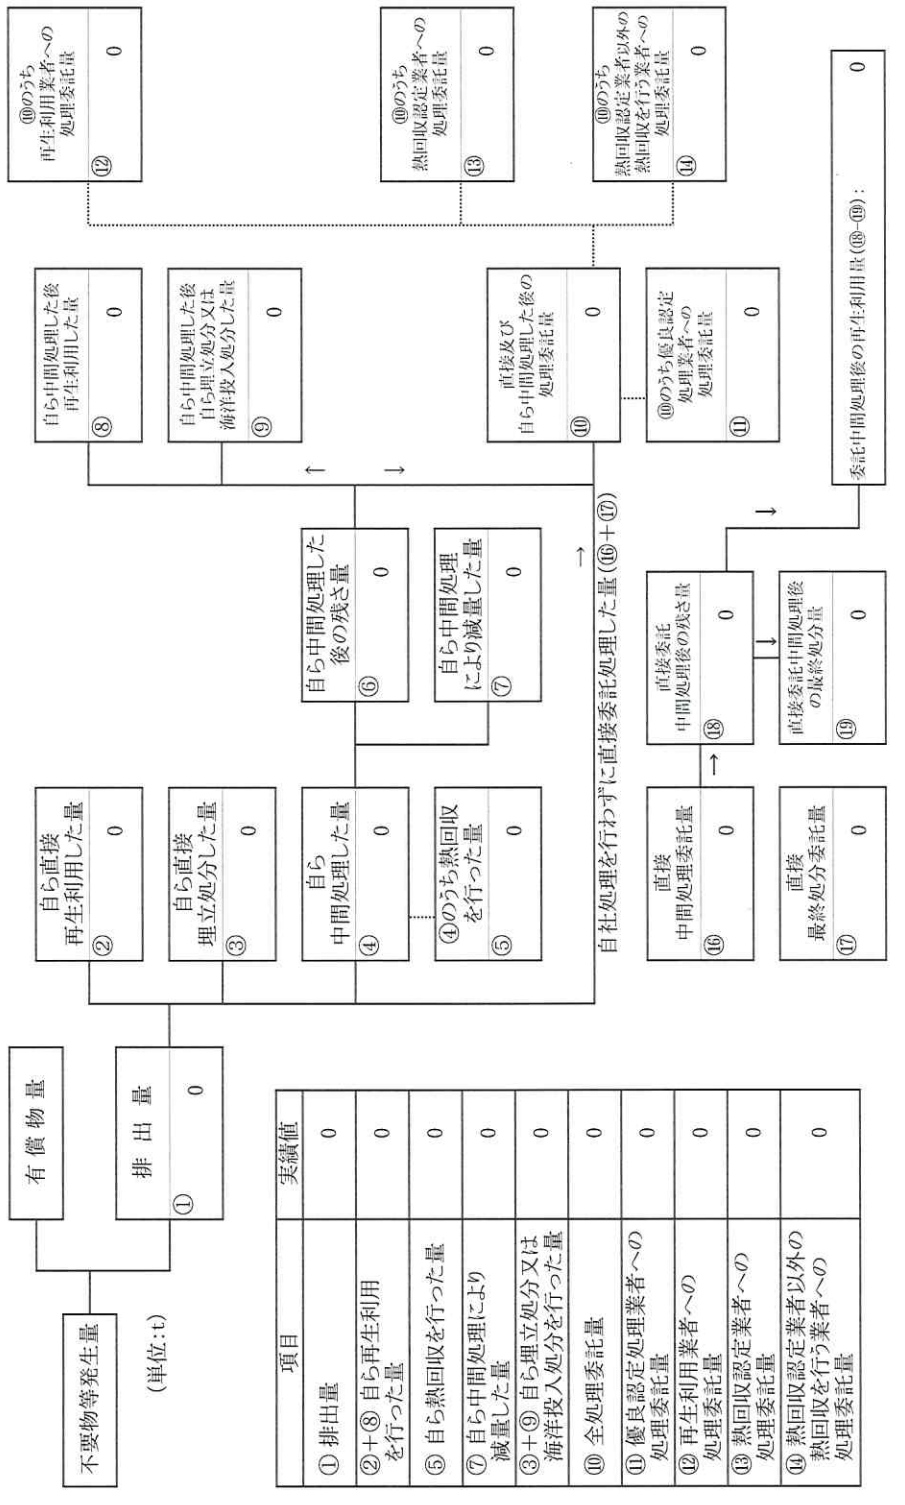 不要物等発生量
(単位:t)
有償物量
排出量
① 0
自ら直接
再生利用した量
② 0
自ら直接
埋立処分した量
③ 0
自ら
中間処理した量
④ 0
④のうち熱回収
を行った量
⑤ 0
自ら中間処理した
後の残さ量
⑥ 0
自ら中間処理
により減量した量
⑦ 0
↑
↓
→
自ら中間処理した後
再生利用した量
⑧ 0
自ら中間処理した後
自ら埋立処分又は
海洋投入処分した量
⑨ 0
直接及び
自ら中間処理した後の
処理委託量
⑩ 0
⑩のうち優良認定
処理業者への
処理委託量
⑪ 0
⑩のうち
再生利用業者への
処理委託量
⑫ 0
⑩のうち
熱回収認定業者への
処理委託量
⑬ 0
⑩のうち
熱回収認定業者以外の
熱回収を行う業者への
処理委託量
⑭ 0
自社処理を行わずに直接委託処理した量(⑯+⑰)
直接
中間処理委託量
⑯ 0
→
直接
最終処分委託量
⑰ 0
直接委託
中間処理後の残さ量
⑱ 0
↓
直接委託中間処理後
の最終処分量
⑲ 0
↓
委託中間処理後の再生利用量(⑱-⑲): 0
項目 実績値
① 排出量 0
②+⑧ 自ら再生利用
を行った量 0
⑤ 自ら熱回収を行った量 0
⑦ 自ら中間処理により
減量した量 0
③+⑨ 自ら埋立処分又は
海洋投入処分を行った量 0
⑩ 全処理委託量 0
⑪ 優良認定処理業者への
処理委託量 0
⑫ 再生利用業者への
処理委託量 0
⑬ 熱回収認定業者への
処理委託量 0
⑭ 熱回収認定業者以外の
熱回収を行う業者への
処理委託量 0